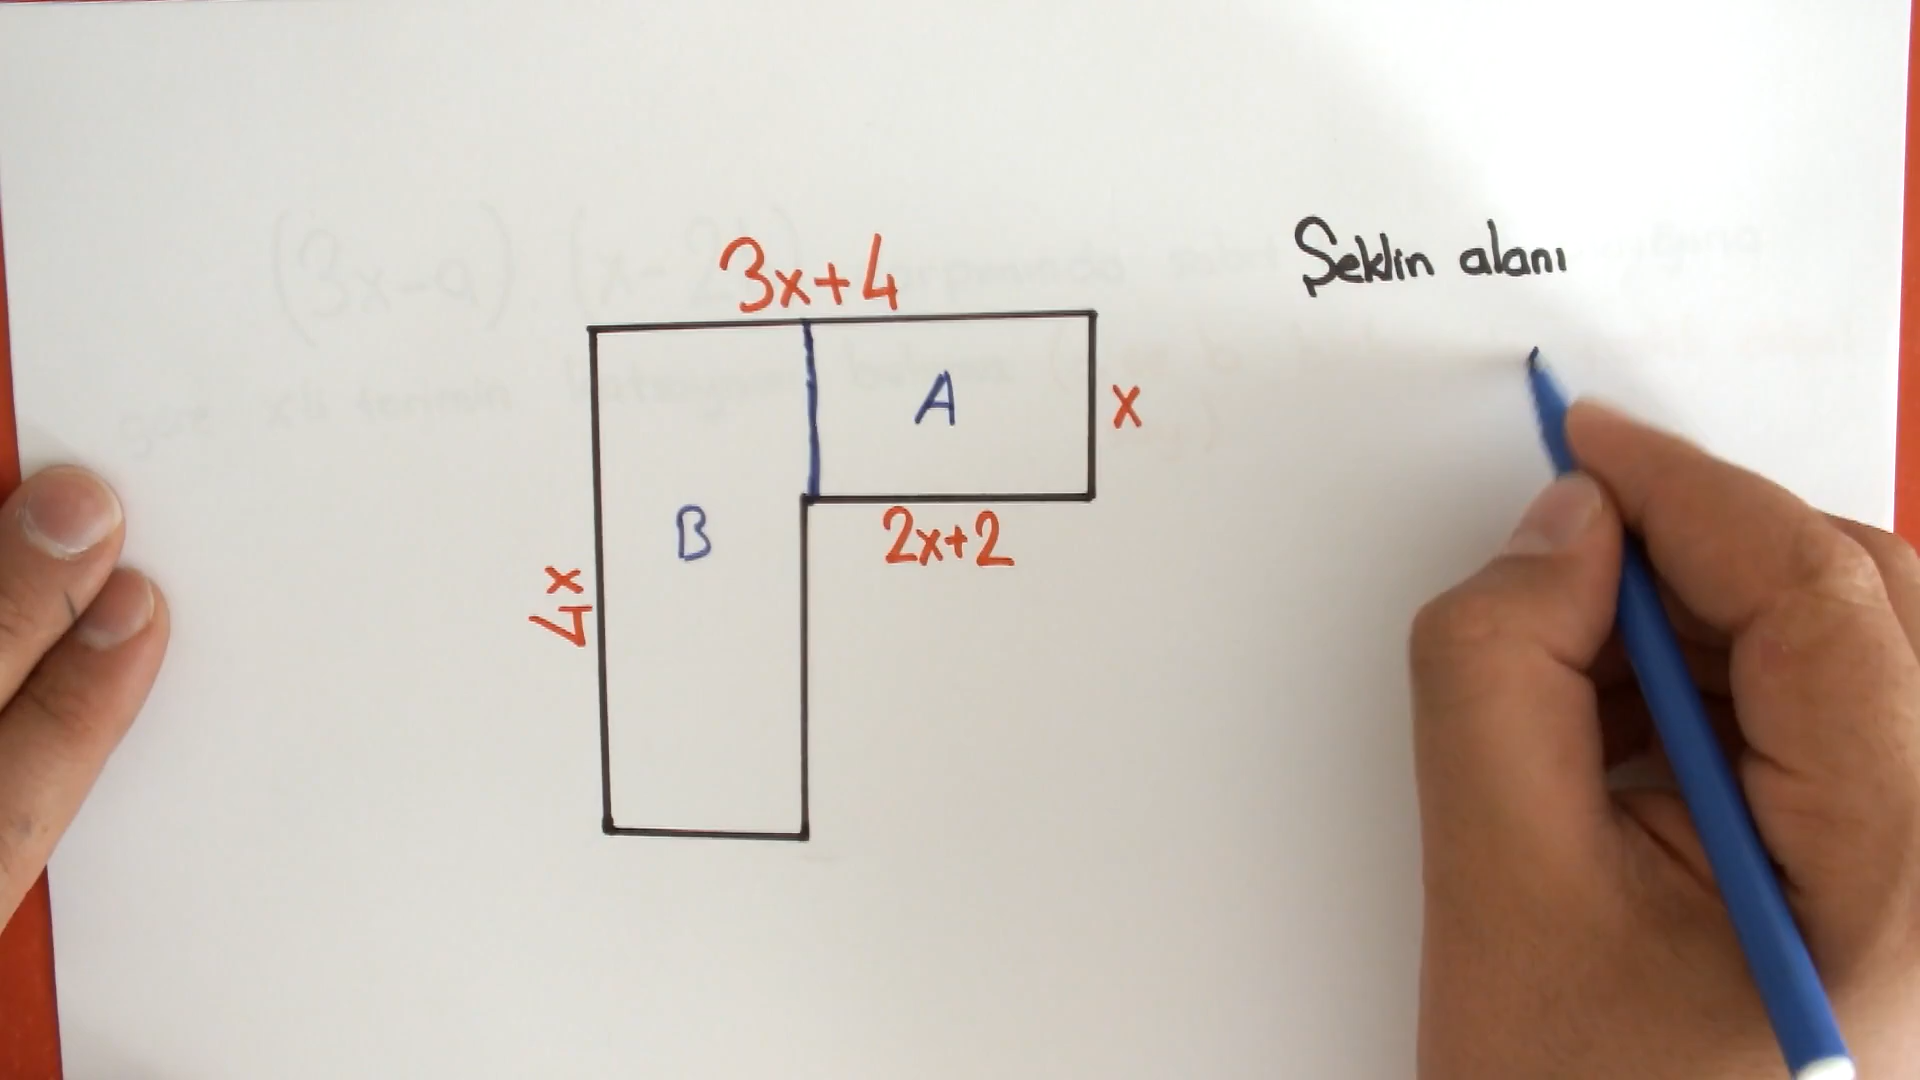 3x+4
Şeklin alanı
A
x
B
2x+2
4x